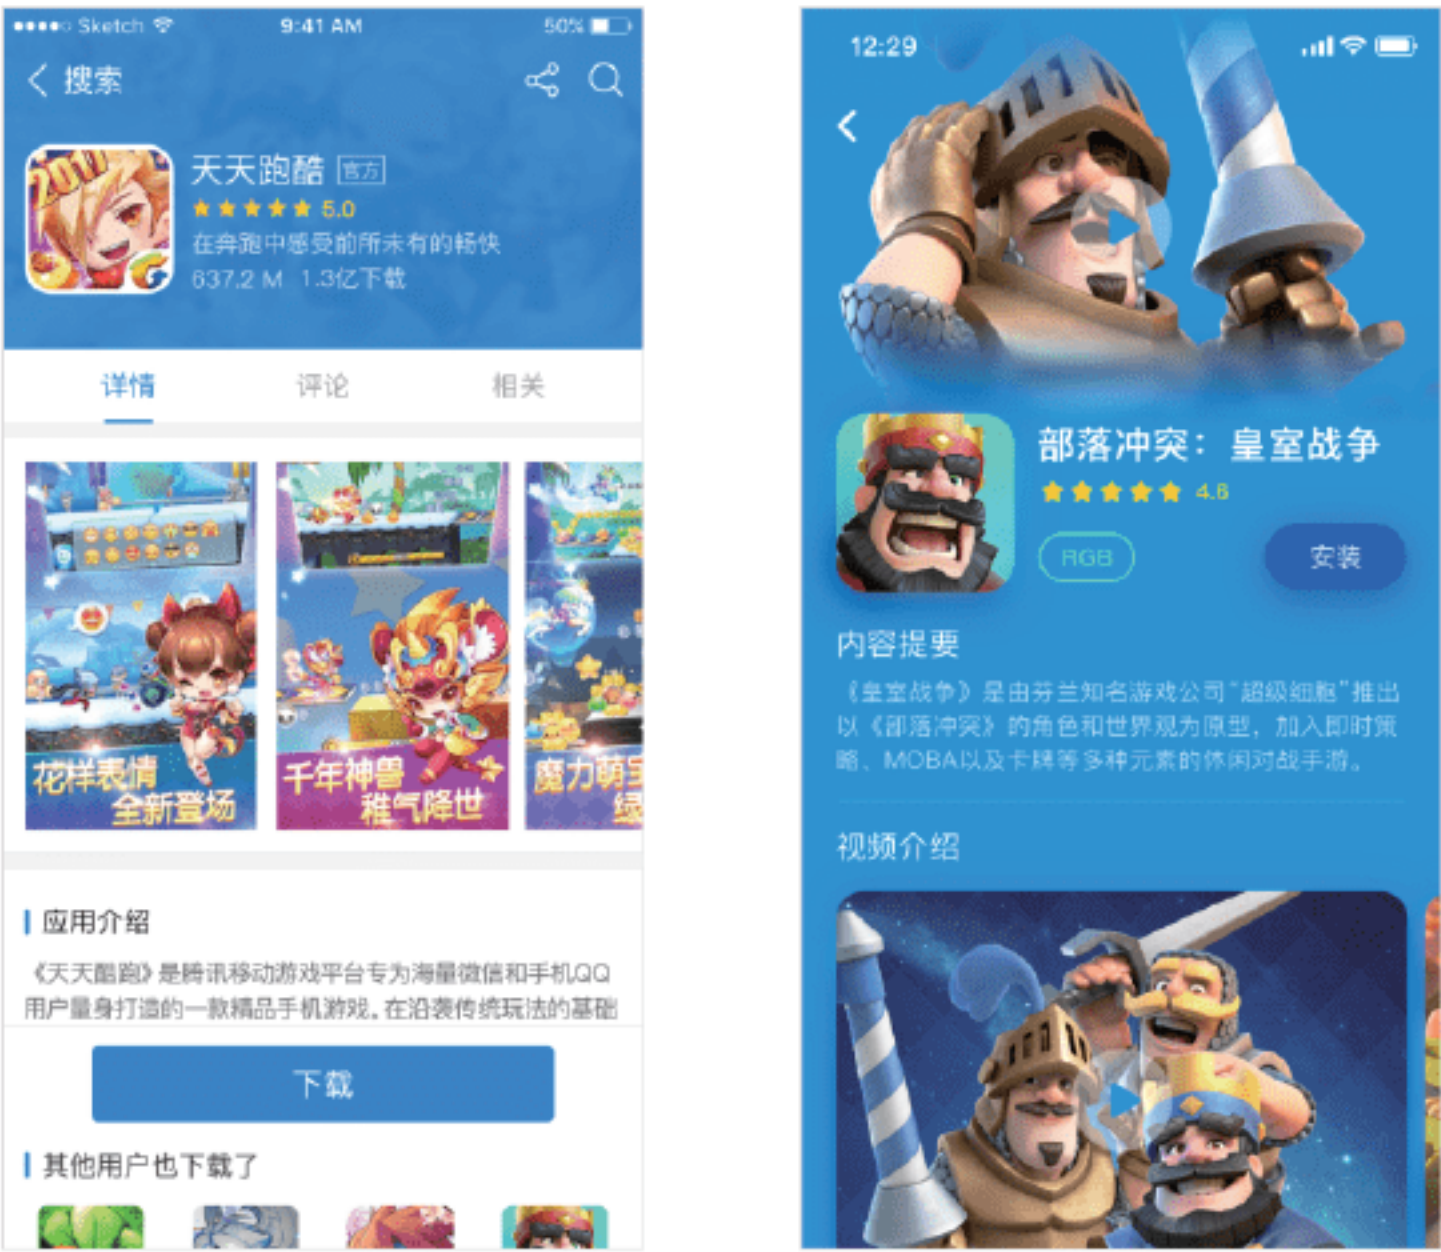 Sketch 9:41 AM 50%
搜索
2017
天天跑酷 官方
5.0
在奔跑中感受前所未有的畅快
637.2 M 1.3亿下载
详情 评论 相关
花样表情
全新登场
千年神兽
稚气降世
魔力萌宝
绿
应用介绍
《天天酷跑》是腾讯移动游戏平台专为海量微信和手机QQ
用户量身打造的一款精品手机游戏。在沿袭传统玩法的基础
下载
其他用户也下载了
12:29
部落冲突：皇室战争
4.6
RGB
安装
内容提要
《皇室战争》是由芬兰知名游戏公司“超级细胞”推出
以《部落冲突》的角色和世界观为原型，加入即时策
略、MOBA以及卡牌等多种元素的休闲对战手游。
视频介绍